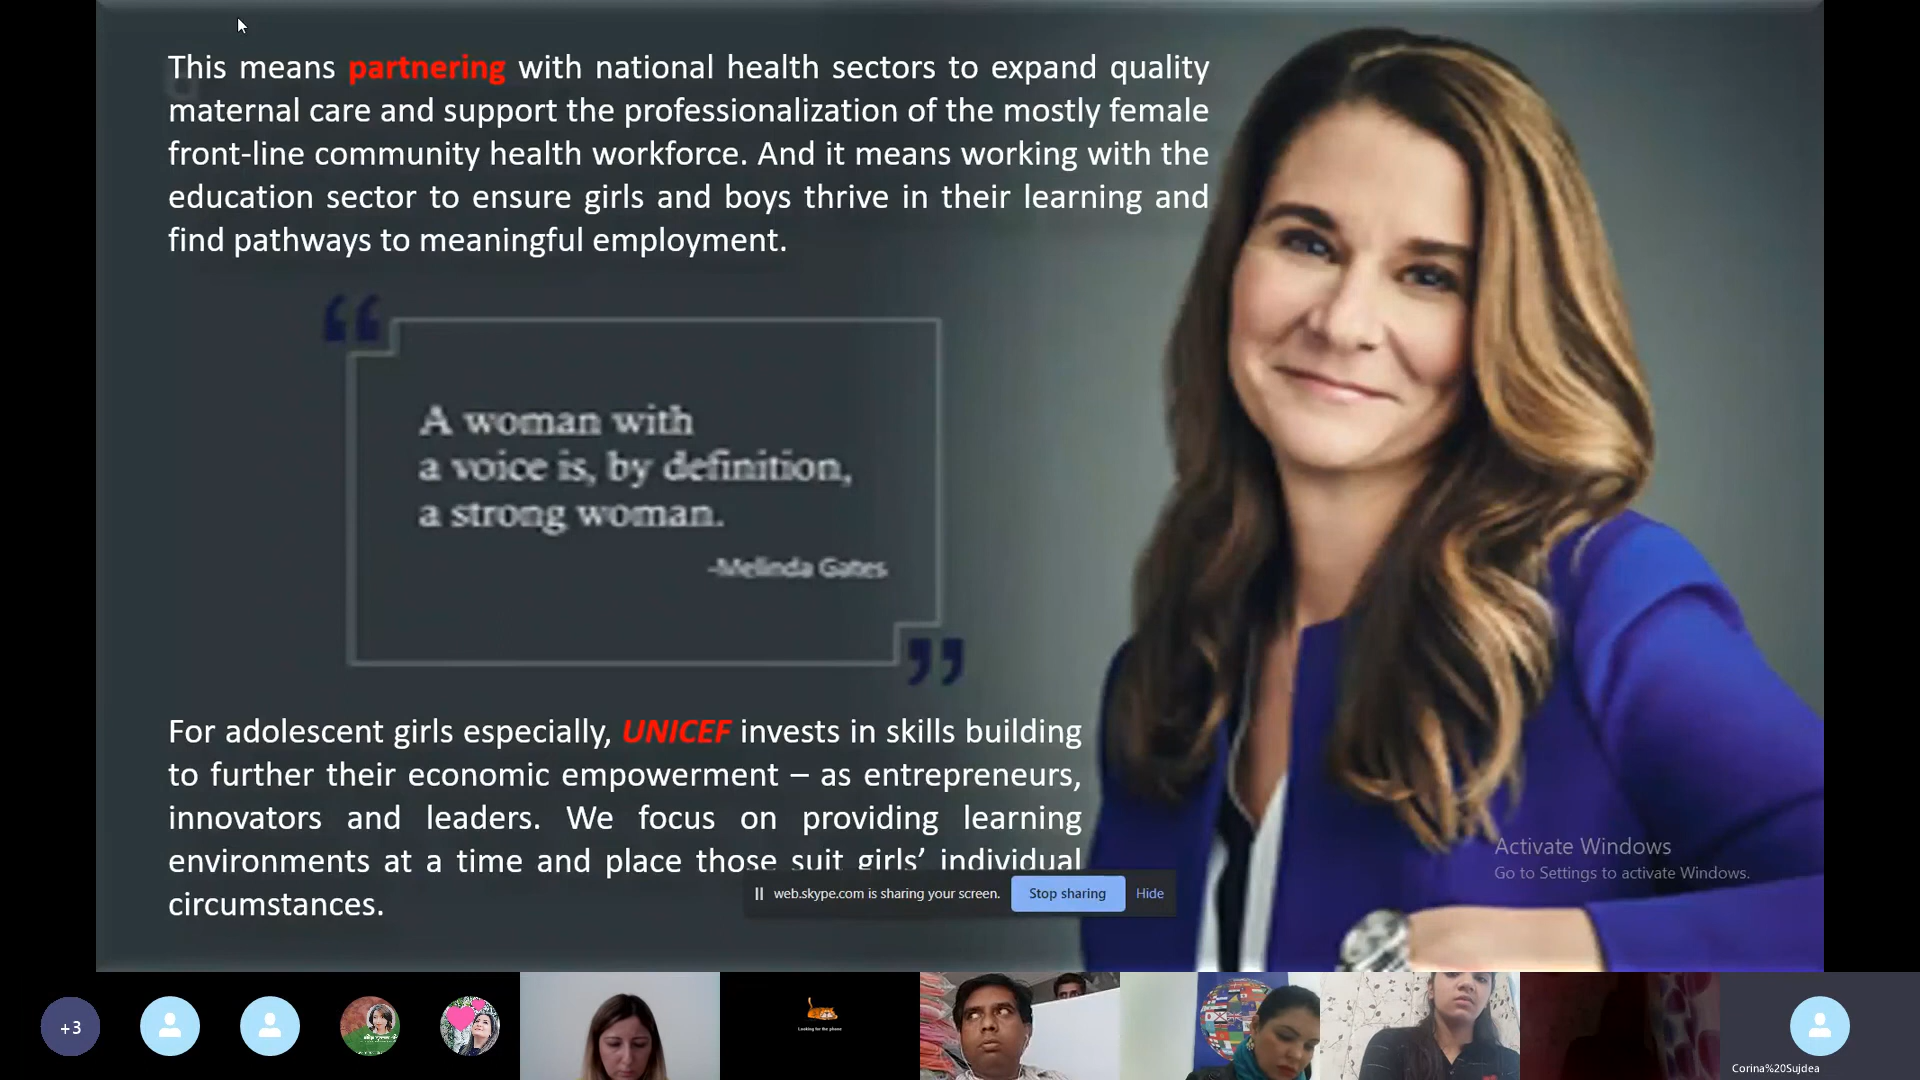 This means partnering with national health sectors to expand quality
maternal care and support the professionalization of the mostly female
front-line community health workforce. And it means working with the
education sector to ensure girls and boys thrive in their learning and
find pathways to meaningful employment.
“
A woman with
a voice is, by definition,
a strong woman.
-Melinda Gates
”
For adolescent girls especially, UNICEF invests in skills building
to further their economic empowerment – as entrepreneurs,
innovators and leaders. We focus on providing learning
environments at a time and place those suit girls’ individual
circumstances.
Activate Windows
Go to Settings to activate Windows.
web.skype.com is sharing your screen. Stop sharing Hide
+3
Looking for the phone
Corina%20Sujdea